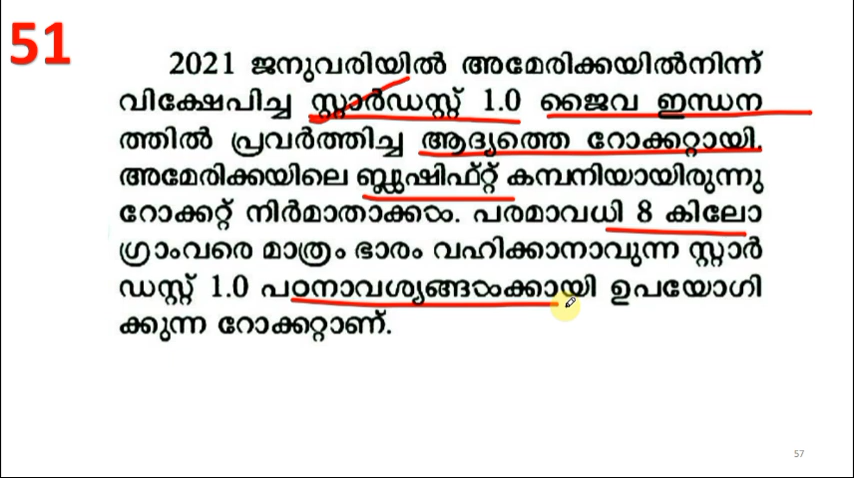 51
2021 ജനുവരിയിൽ അമേരിക്കയിൽനിന്ന്
വിക്ഷേപിച്ച സ്റ്റാർഡസ്റ്റ് 1.0 ജൈവ ഇന്ധന
ത്തിൽ പ്രവർത്തിച്ച ആദ്യത്തെ റോക്കറ്റായി.
അമേരിക്കയിലെ ബ്ലൂഷിഫ്റ്റ് കമ്പനിയായിരുന്നു
റോക്കറ്റ് നിർമാതാക്കൾ. പരമാവധി 8 കിലോ
ഗ്രാംവരെ മാത്രം ഭാരം വഹിക്കാനാവുന്ന സ്റ്റാർ
ഡസ്റ്റ് 1.0 പഠനാവശ്യങ്ങൾക്കായി ഉപയോഗി
ക്കുന്ന റോക്കറ്റാണ്.
57